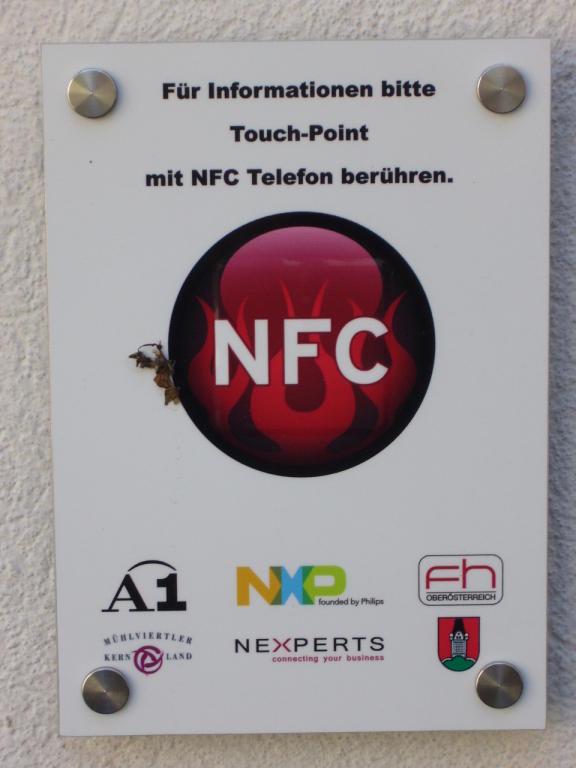 Für Informationen bitte
Touch-Point
mit NFC Telefon berühren.
NFC
A1
NXP
founded by Philips
fh
OBERÖSTERREICH
MÜHLVIERTLER
KERN LAND
NEXPERTS
connecting your business